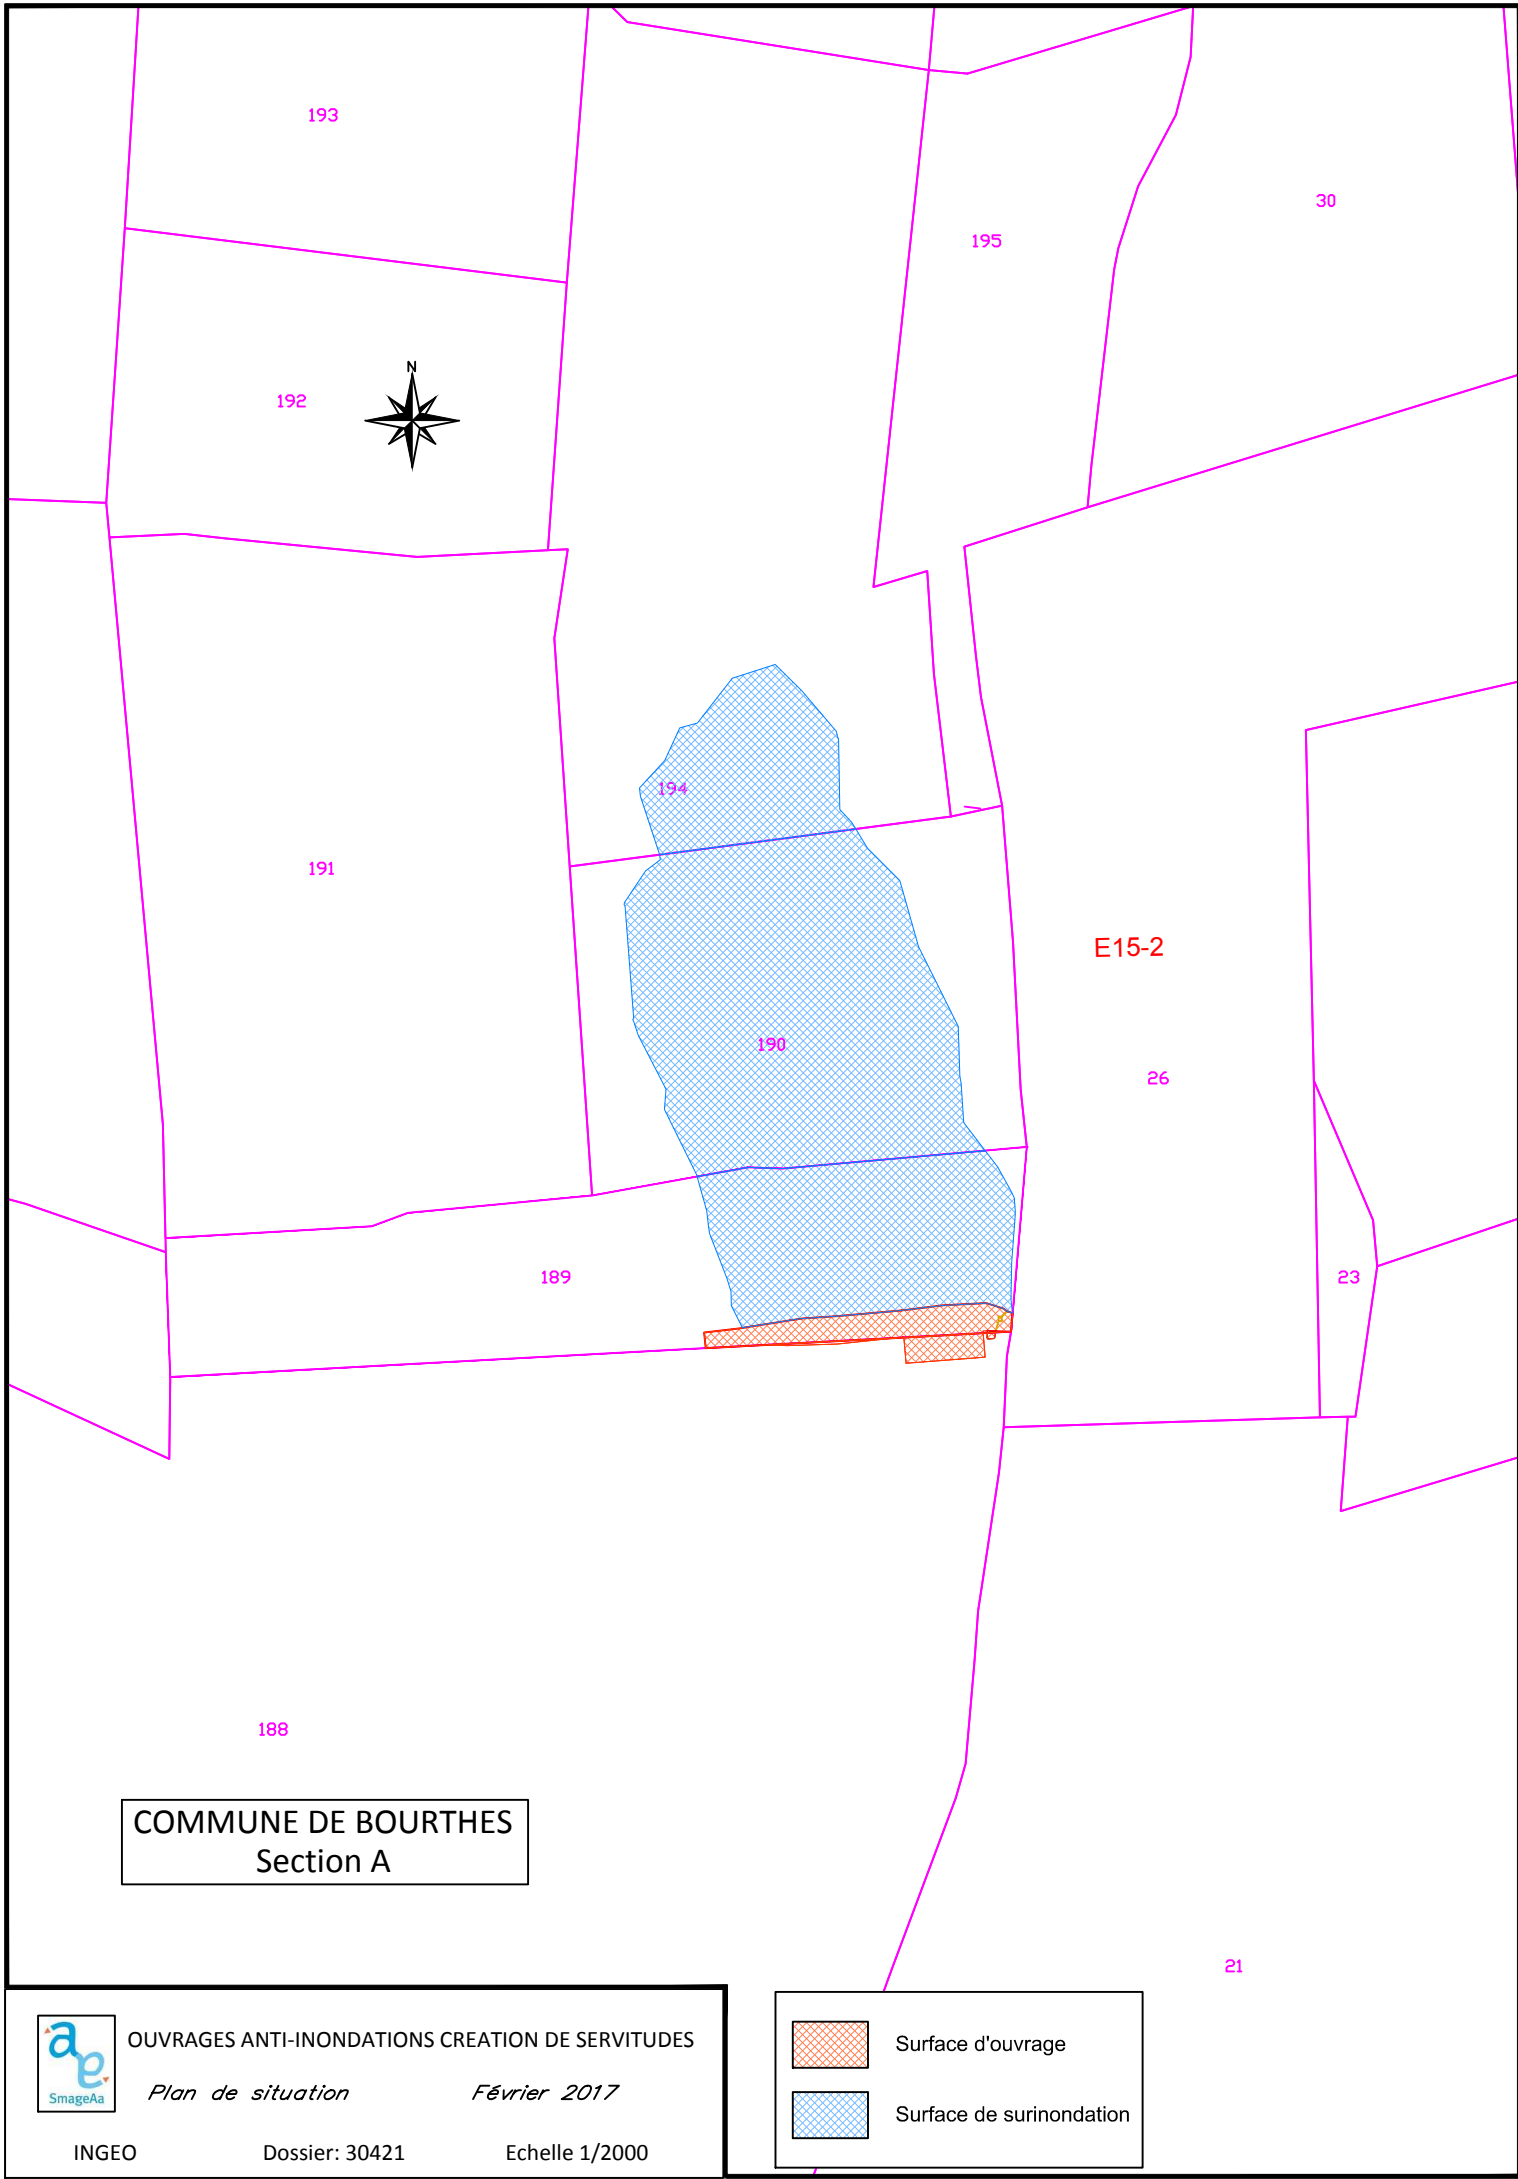 193
30
195
N
192
194
191
E15-2
190
26
189
23
188
COMMUNE DE BOURTHES
Section A
21
OUVRAGES ANTI-INONDATIONS CREATION DE SERVITUDES
SmageAa
Plan de situation
Février 2017
INGEO
Dossier: 30421
Echelle 1/2000
Surface d'ouvrage
Surface de surinondation